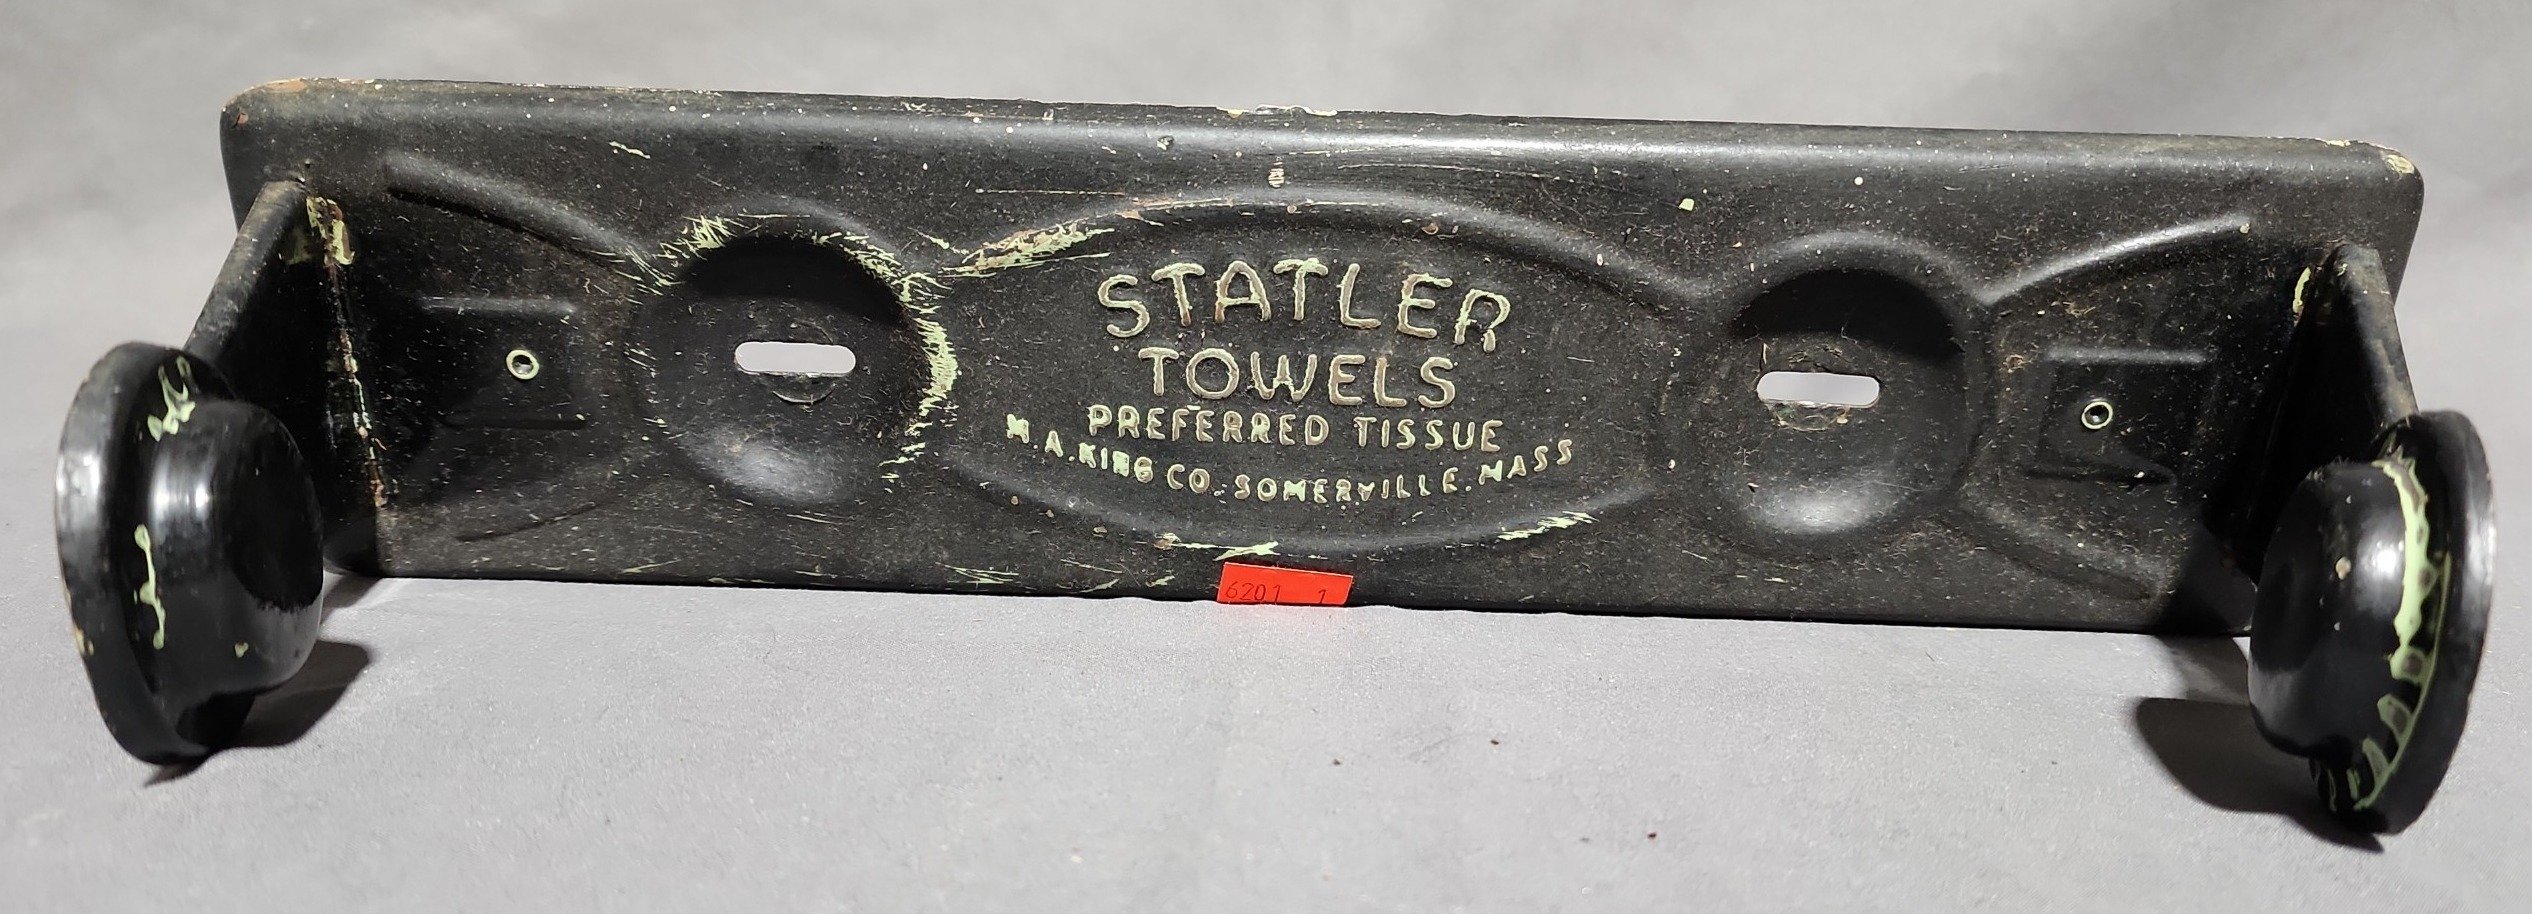 STATLER
TOWELS
PREFERRED TISSUE
M.A. KING CO. SOMERVILLE. MASS
6201 1